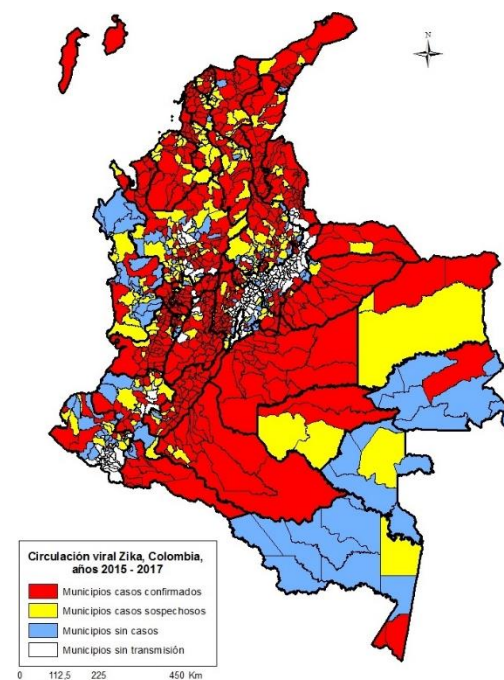 N
Circulación viral Zika, Colombia,
años 2015 - 2017
Municipios casos confirmados
Municipios casos sospechosos
Municipios sin casos
Municipios sin transmisión
0 112,5 225 450 Km